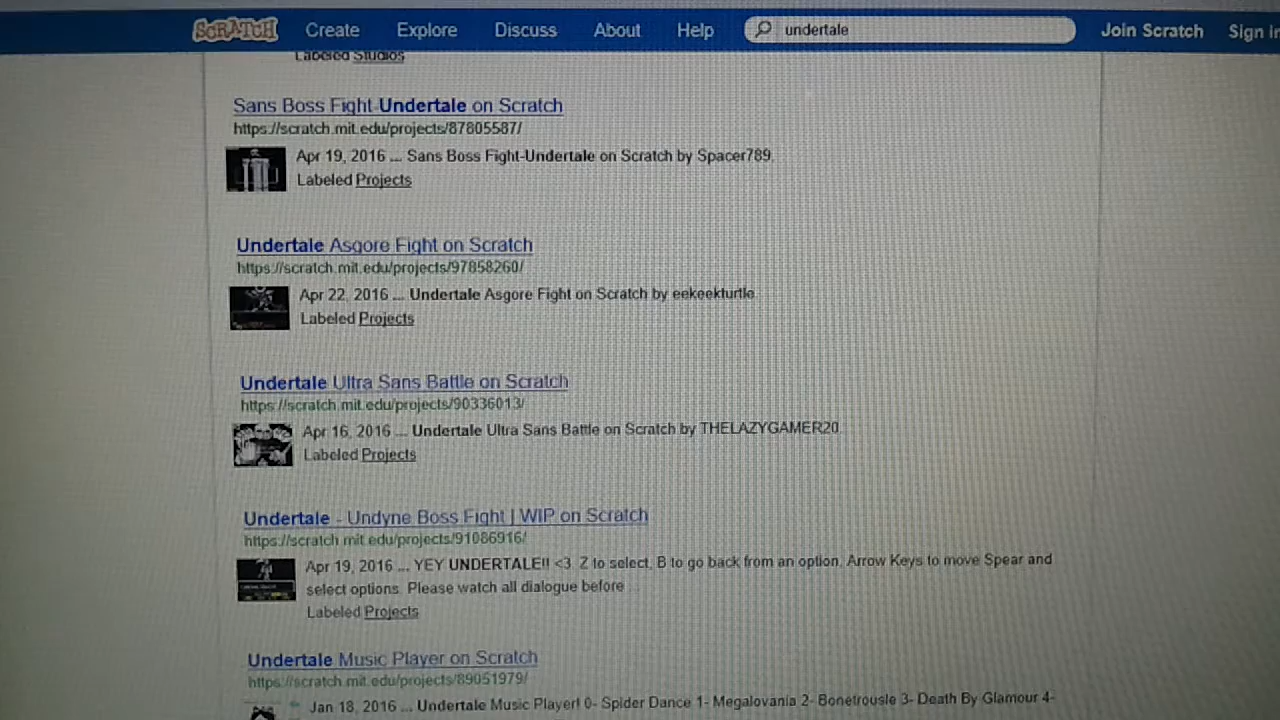 SCRATCH Create Explore Discuss About Help undertale Join Scratch Sign in
Labeled Studios
Sans Boss Fight-Undertale on Scratch
https://scratch.mit.edu/projects/87805587/
Apr 19, 2016 ... Sans Boss Fight-Undertale on Scratch by Spacer789.
Labeled Projects
Undertale Asgore Fight on Scratch
https://scratch.mit.edu/projects/97858260/
Apr 22, 2016 ... Undertale Asgore Fight on Scratch by eekeekturtle.
Labeled Projects
Undertale Ultra Sans Battle on Scratch
https://scratch.mit.edu/projects/90336013/
Apr 16, 2016 ... Undertale Ultra Sans Battle on Scratch by THELAZYGAMER20.
Labeled Projects
Undertale - Undyne Boss Fight | WIP on Scratch
https://scratch.mit.edu/projects/91086916/
Apr 19, 2016 ... YEY UNDERTALE!! <3. Z to select, B to go back from an option, Arrow Keys to move Spear and
select options. Please watch all dialogue before ...
Labeled Projects
Undertale Music Player on Scratch
https://scratch.mit.edu/projects/89051979/
Jan 18, 2016 ... Undertale Music Player! 0- Spider Dance 1- Megalovania 2- Bonetrousle 3- Death By Glamour 4-